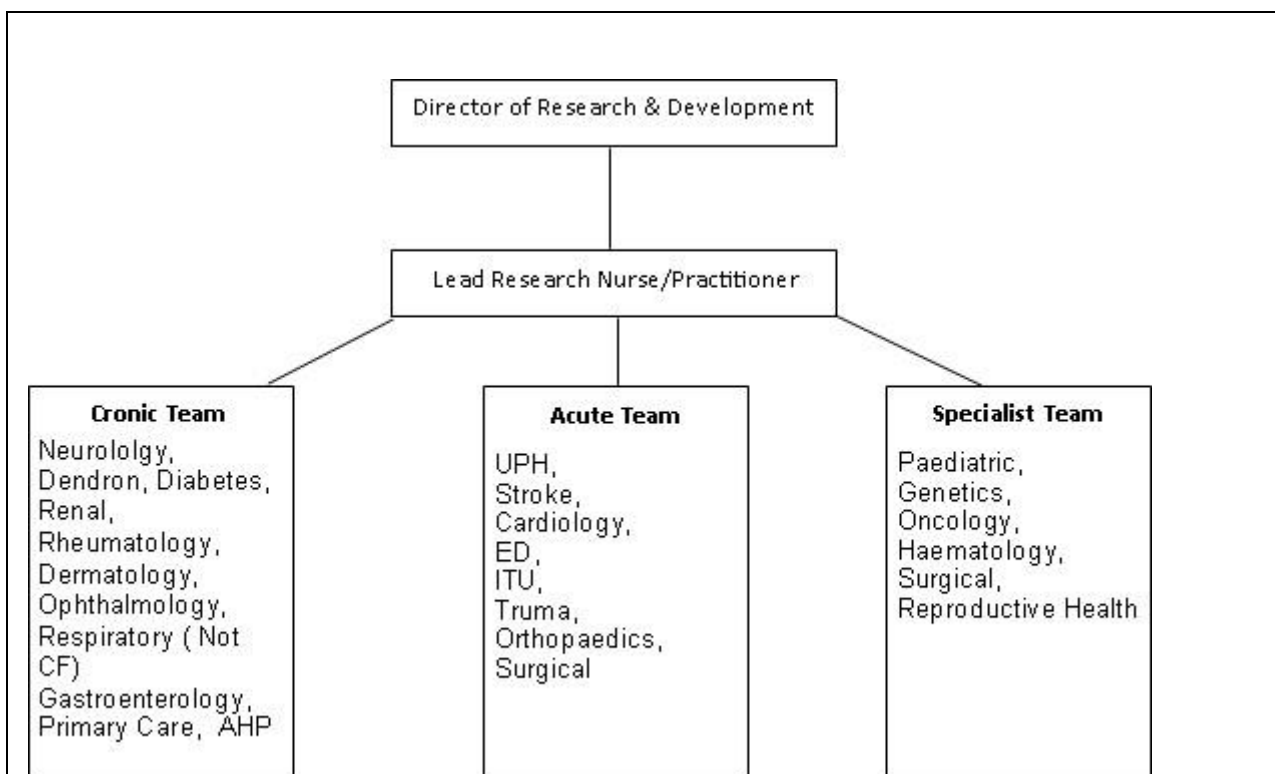 Director of Research & Development
Lead Research Nurse/Practitioner
Cronic Team
Neurololgy,
Dendron, Diabetes,
Renal,
Rheumatology,
Dermatology,
Ophthalmology,
Respiratory ( Not
CF)
Gastroenterology,
Primary Care, AHP
Acute Team
UPH,
Stroke,
Cardiology,
ED,
ITU,
Truma,
Orthopaedics,
Surgical
Specialist Team
Paediatric,
Genetics,
Oncology,
Haematology,
Surgical,
Reproductive Health